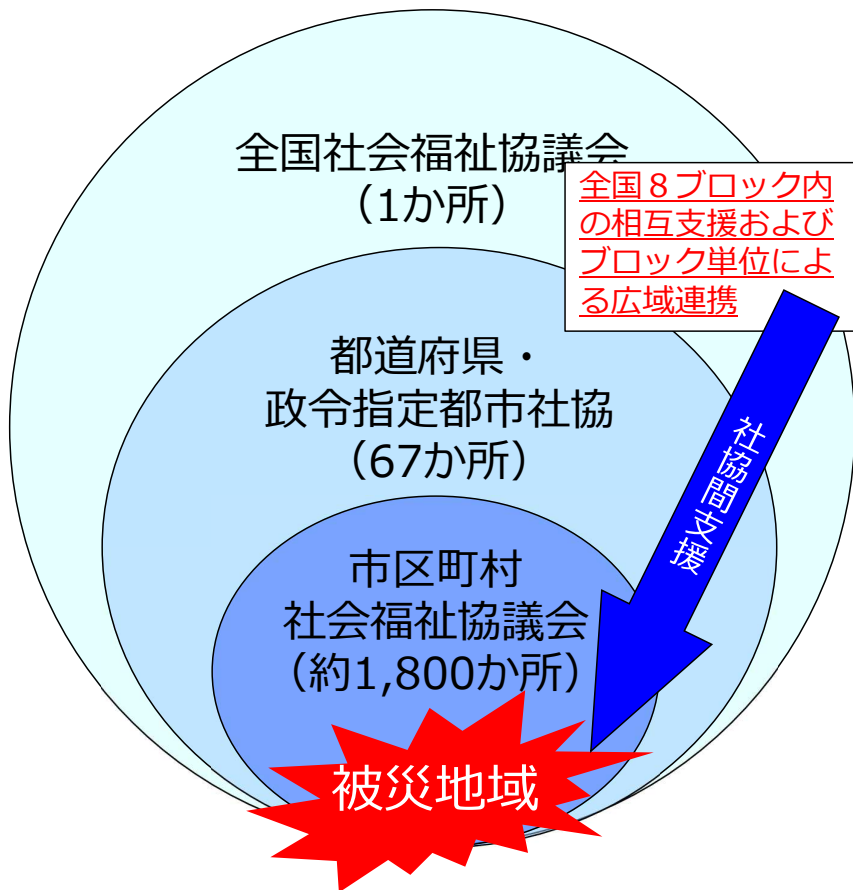 全国社会福祉協議会
（1か所）
全国８ブロック内
の相互支援および
ブロック単位によ
る広域連携
都道府県・
政令指定都市社協
（67か所）
社協間支援
市区町村
社会福祉協議会
（約1,800か所）
被災地域